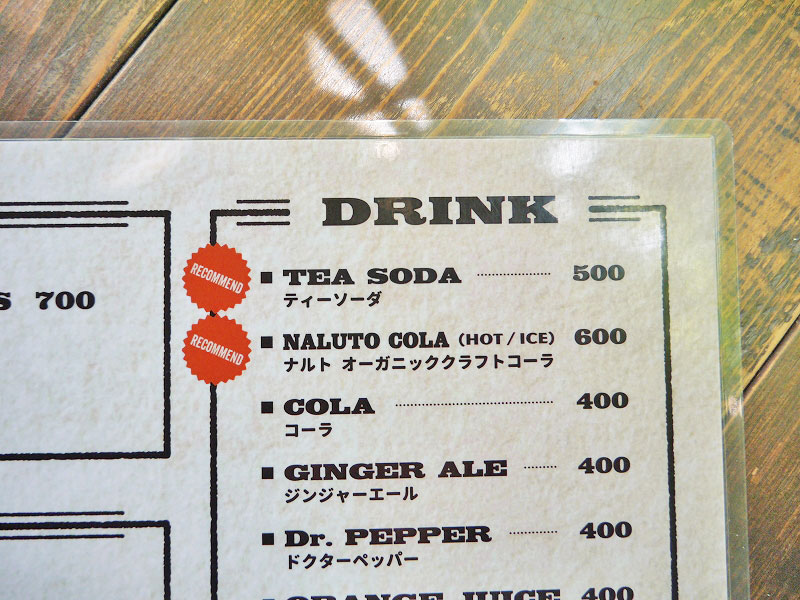 DRINK
S 700
RECOMMEND
■ TEA SODA 500
ティーソーダ
RECOMMEND
■ NALUTO COLA (HOT / ICE) 600
ナルト オーガニッククラフトコーラ
■ COLA 400
コーラ
■ GINGER ALE 400
ジンジャーエール
■ Dr. PEPPER 400
ドクターペッパー
ORANGE JUICE 400